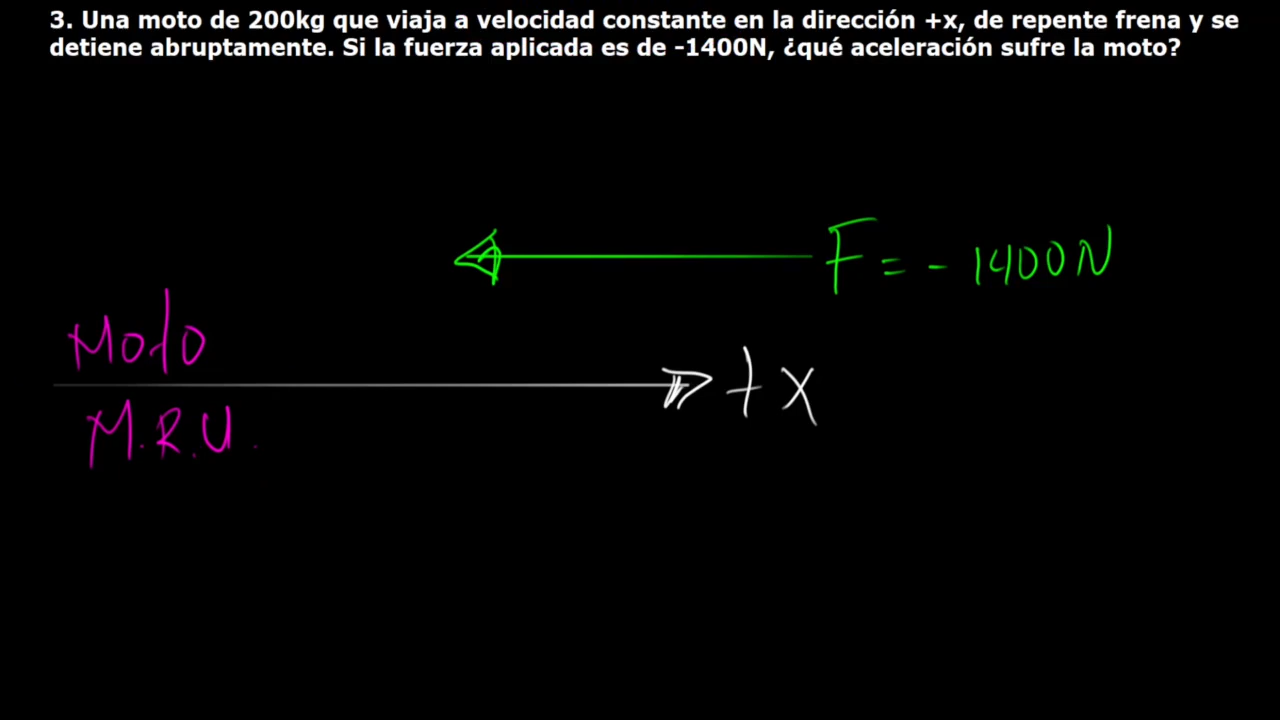 3. Una moto de 200kg que viaja a velocidad constante en la dirección +x, de repente frena y se
detiene abruptamente. Si la fuerza aplicada es de -1400N, ¿qué aceleración sufre la moto?
F = - 1400N
Moto
+x
M.R.U.